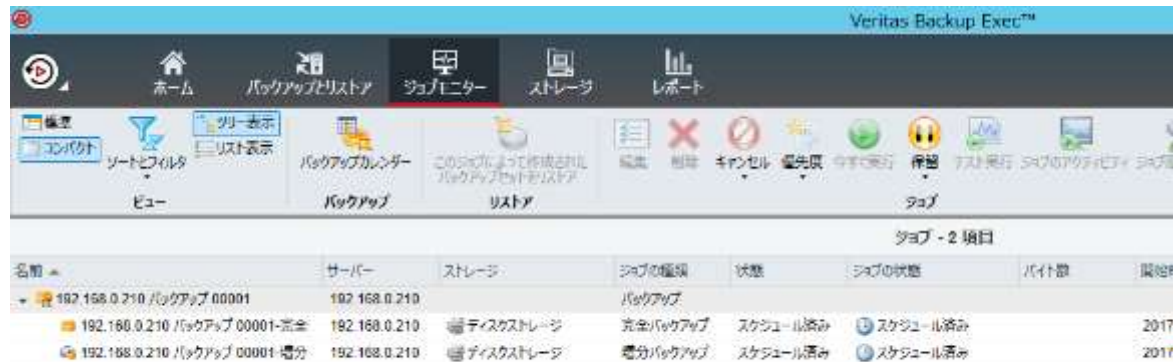 Veritas Backup Exec™
ホーム
バックアップとリストア
ジョブモニター
ストレージ
レポート
標準
コンパクト
ソートとフィルタ
ツリー表示
リスト表示
ビュー
バックアップカレンダー
バックアップ
このジョブによって作成された
バックアップセットをリストア
リストア
編集
削除
キャンセル
優先度
今すぐ実行
保留
テスト実行
ジョブのアクティビティ
ジョブ
ジョブ - 2 項目
名前 サーバー ストレージ ジョブの種類 状態 ジョブの状態 バイト数
192.168.0.210 バックアップ 00001 192.168.0.210 バックアップ
192.168.0.210 バックアップ 00001-完全 192.168.0.210 ディスクストレージ 完全バックアップ スケジュール済み スケジュール済み 2017
192.168.0.210 バックアップ 00001-増分 192.168.0.210 ディスクストレージ 増分バックアップ スケジュール済み スケジュール済み 2017